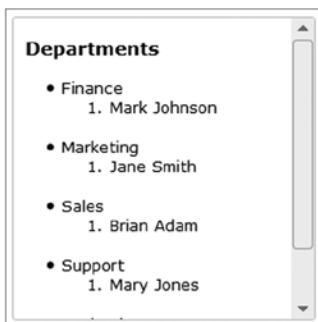 Departments
• Finance
1. Mark Johnson
• Marketing
1. Jane Smith
• Sales
1. Brian Adam
• Support
1. Mary Jones